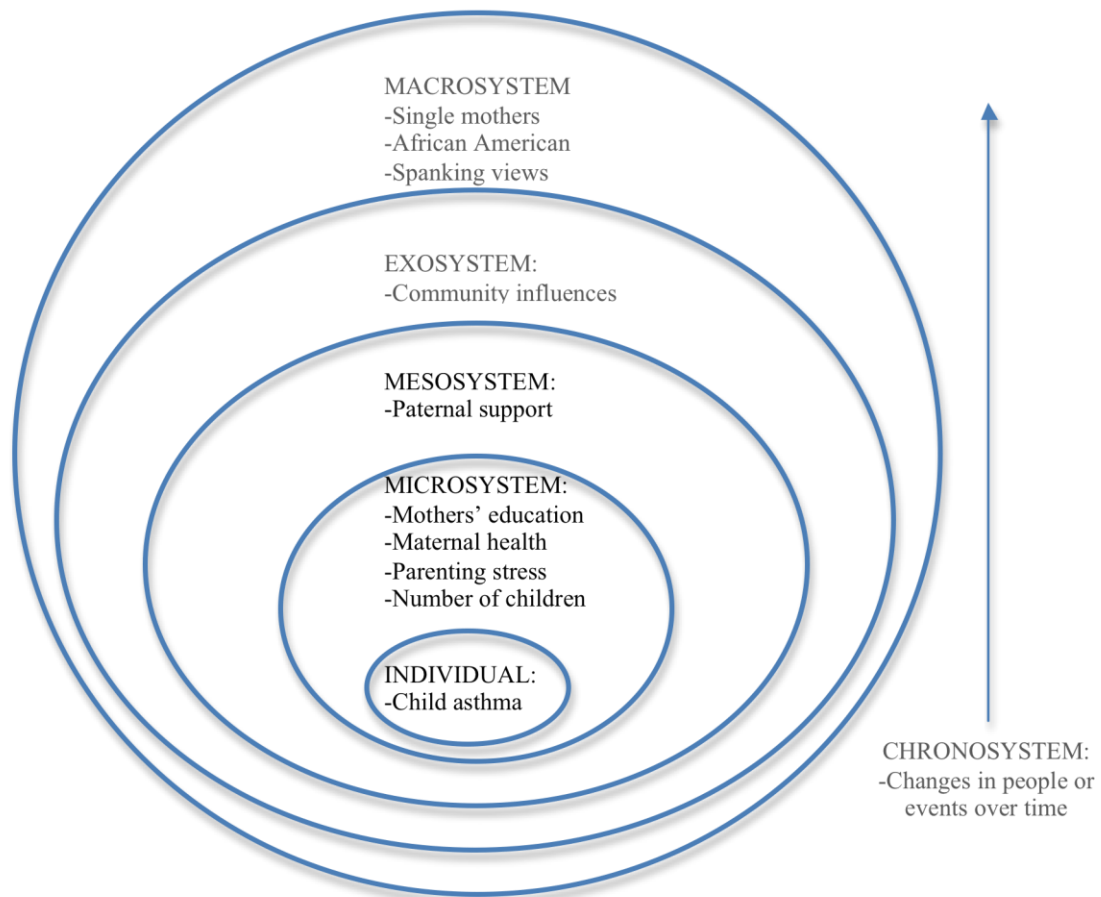 MACROSYSTEM
-Single mothers
-African American
-Spanking views
EXOSYSTEM:
-Community influences
MESOSYSTEM:
-Paternal support
MICROSYSTEM:
-Mothers’ education
-Maternal health
-Parenting stress
-Number of children
INDIVIDUAL:
-Child asthma
CHRONOSYSTEM:
-Changes in people or
events over time